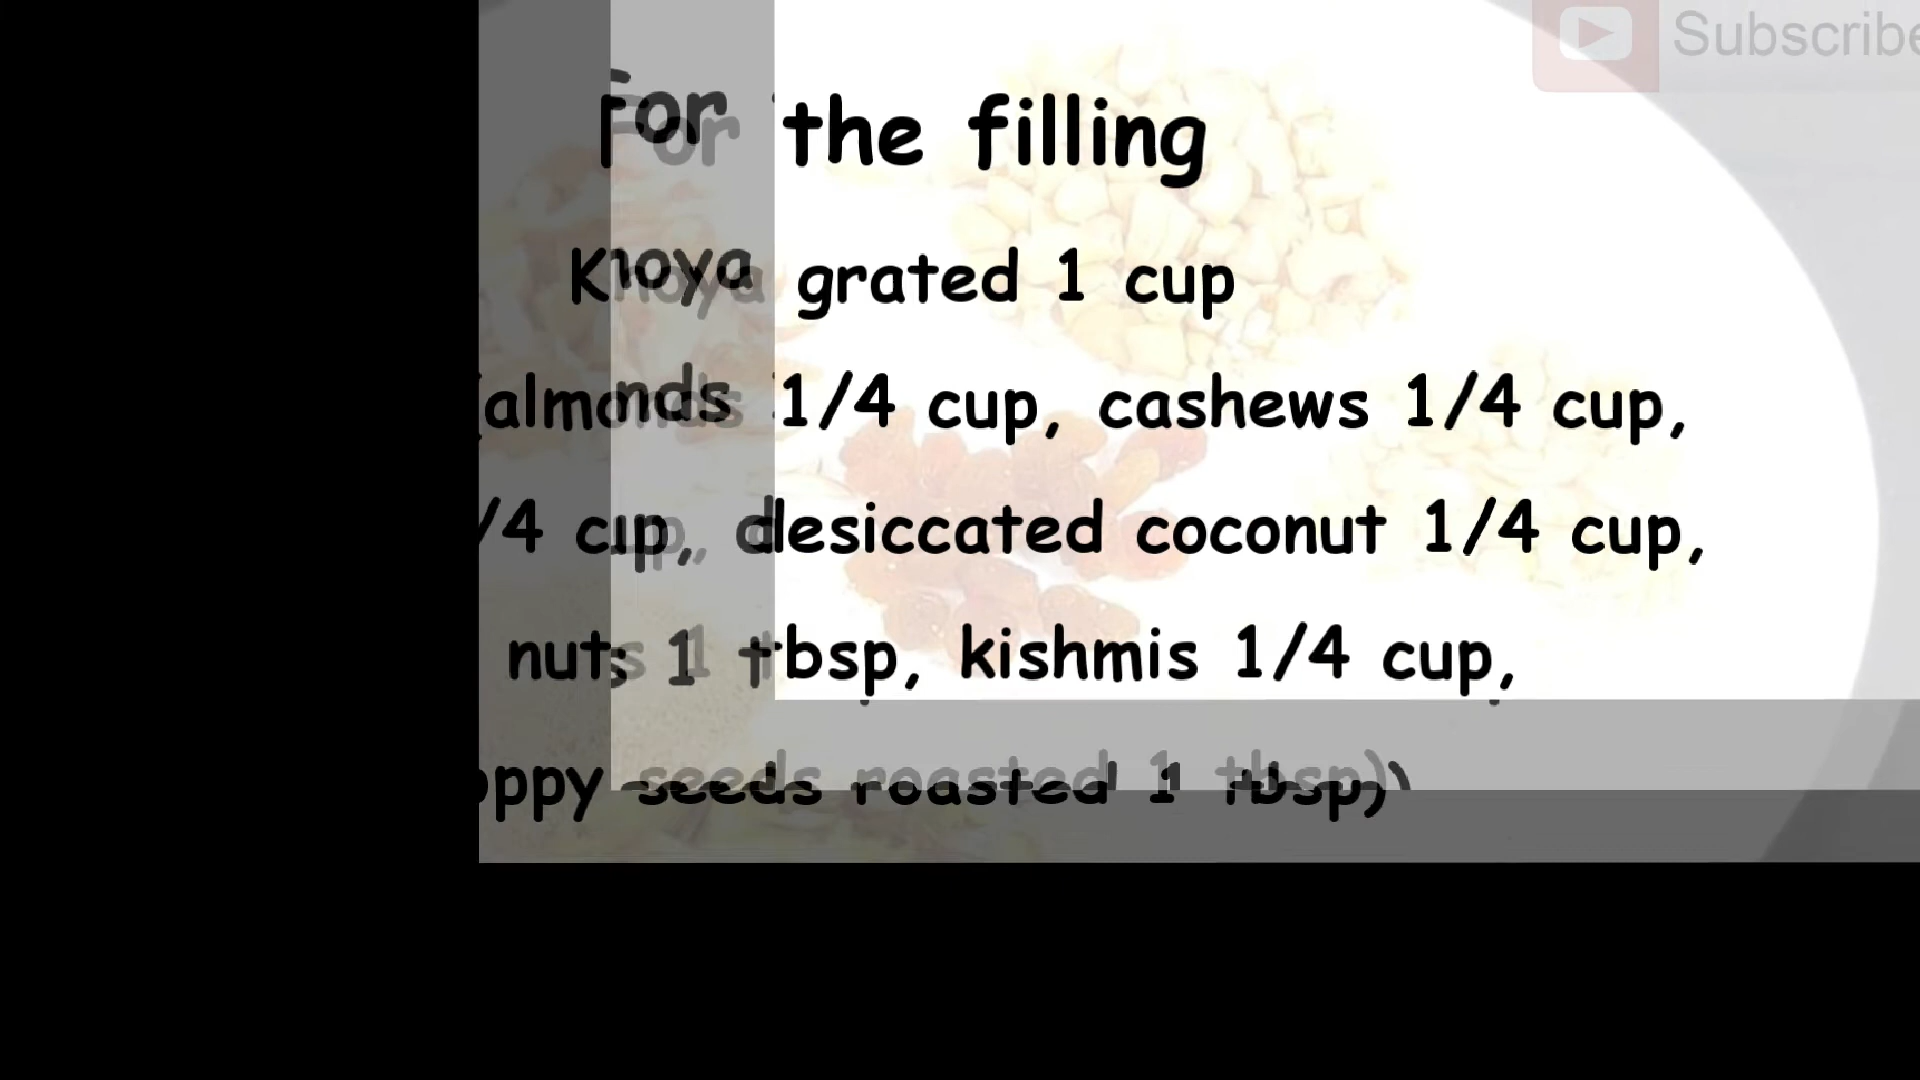 Subscribe
For the filling
Khoya grated 1 cup
(almonds 1/4 cup, cashews 1/4 cup,
/4 cup, desiccated coconut 1/4 cup,
nuts 1 tbsp, kishmis 1/4 cup,
oppy seeds roasted 1 tbsp)